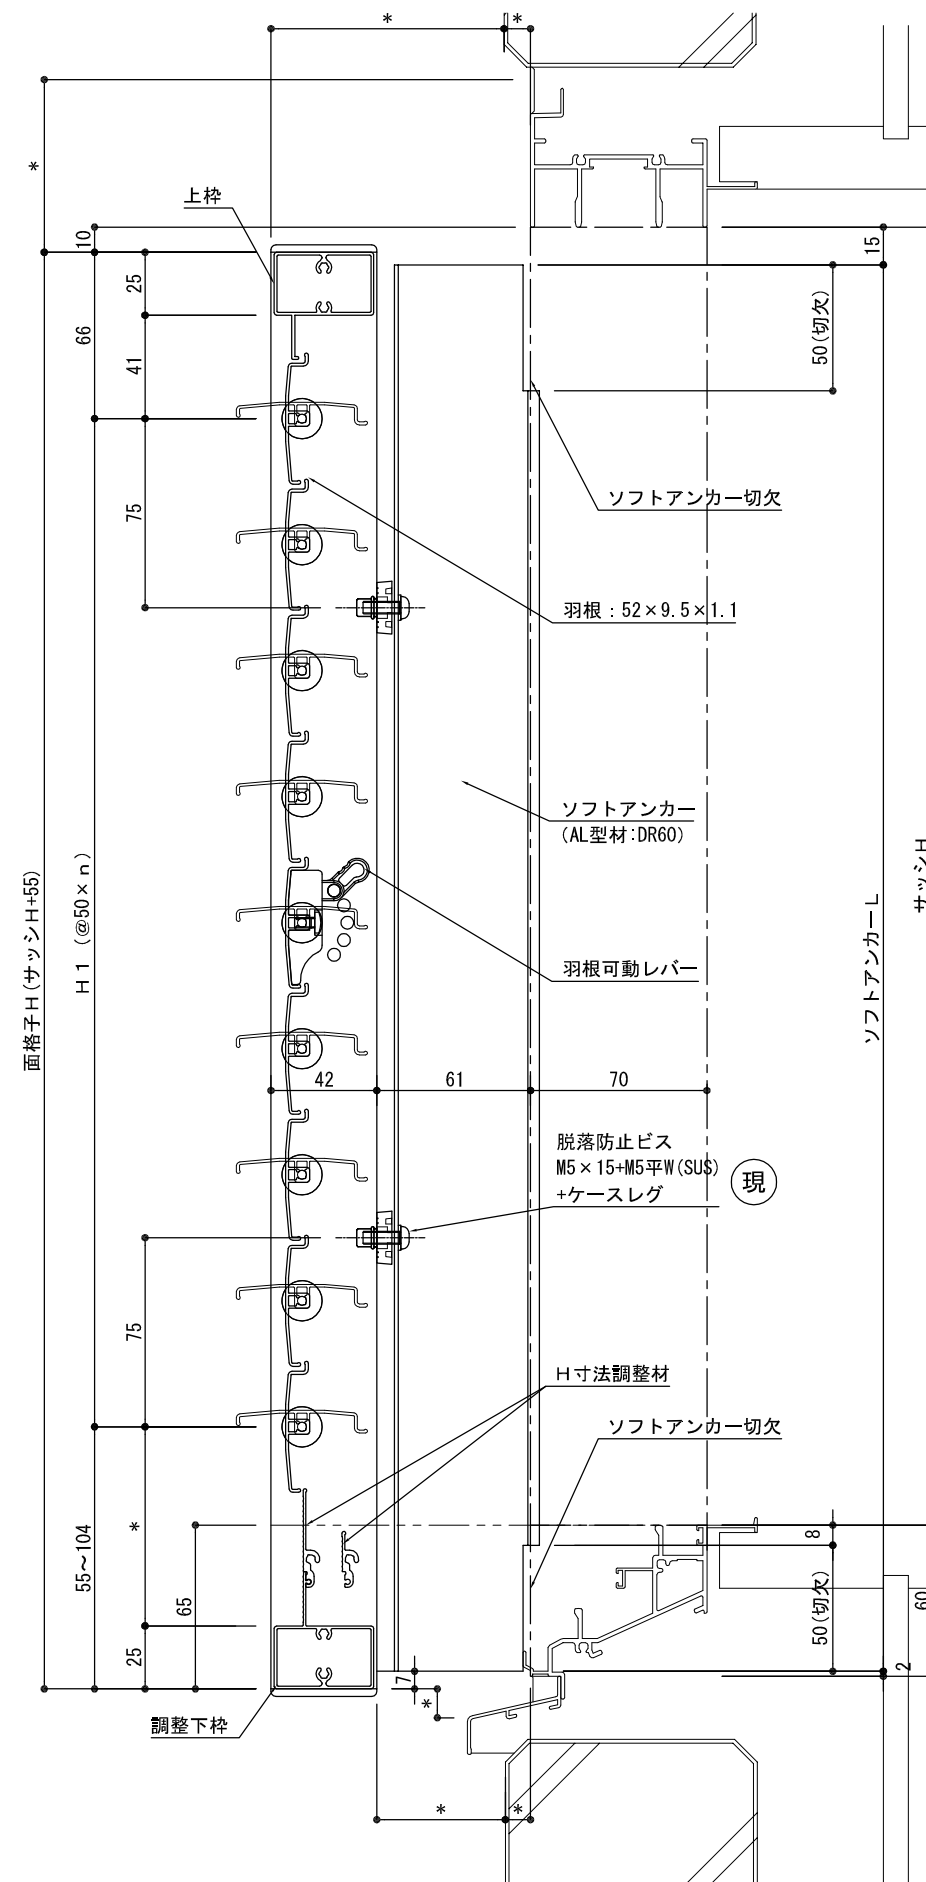 *
*
*
上枠
10
15
25
66
41
50(切欠)
ソフトアンカー切欠
75
羽根:52×9.5×1.1
ソフトアンカー
(AL型材:DR60)
面格子H(サッシH+55)
H1(@50×n)
ソフトアンカーL
サッシH
羽根可動レバー
42
61
70
脱落防止ビス
M5×15+M5平W(SUS)
+ケースレグ
現
75
H寸法調整材
ソフトアンカー切欠
*
55~104
8
65
50(切欠)
60
25
7
2
*
調整下枠
*
*